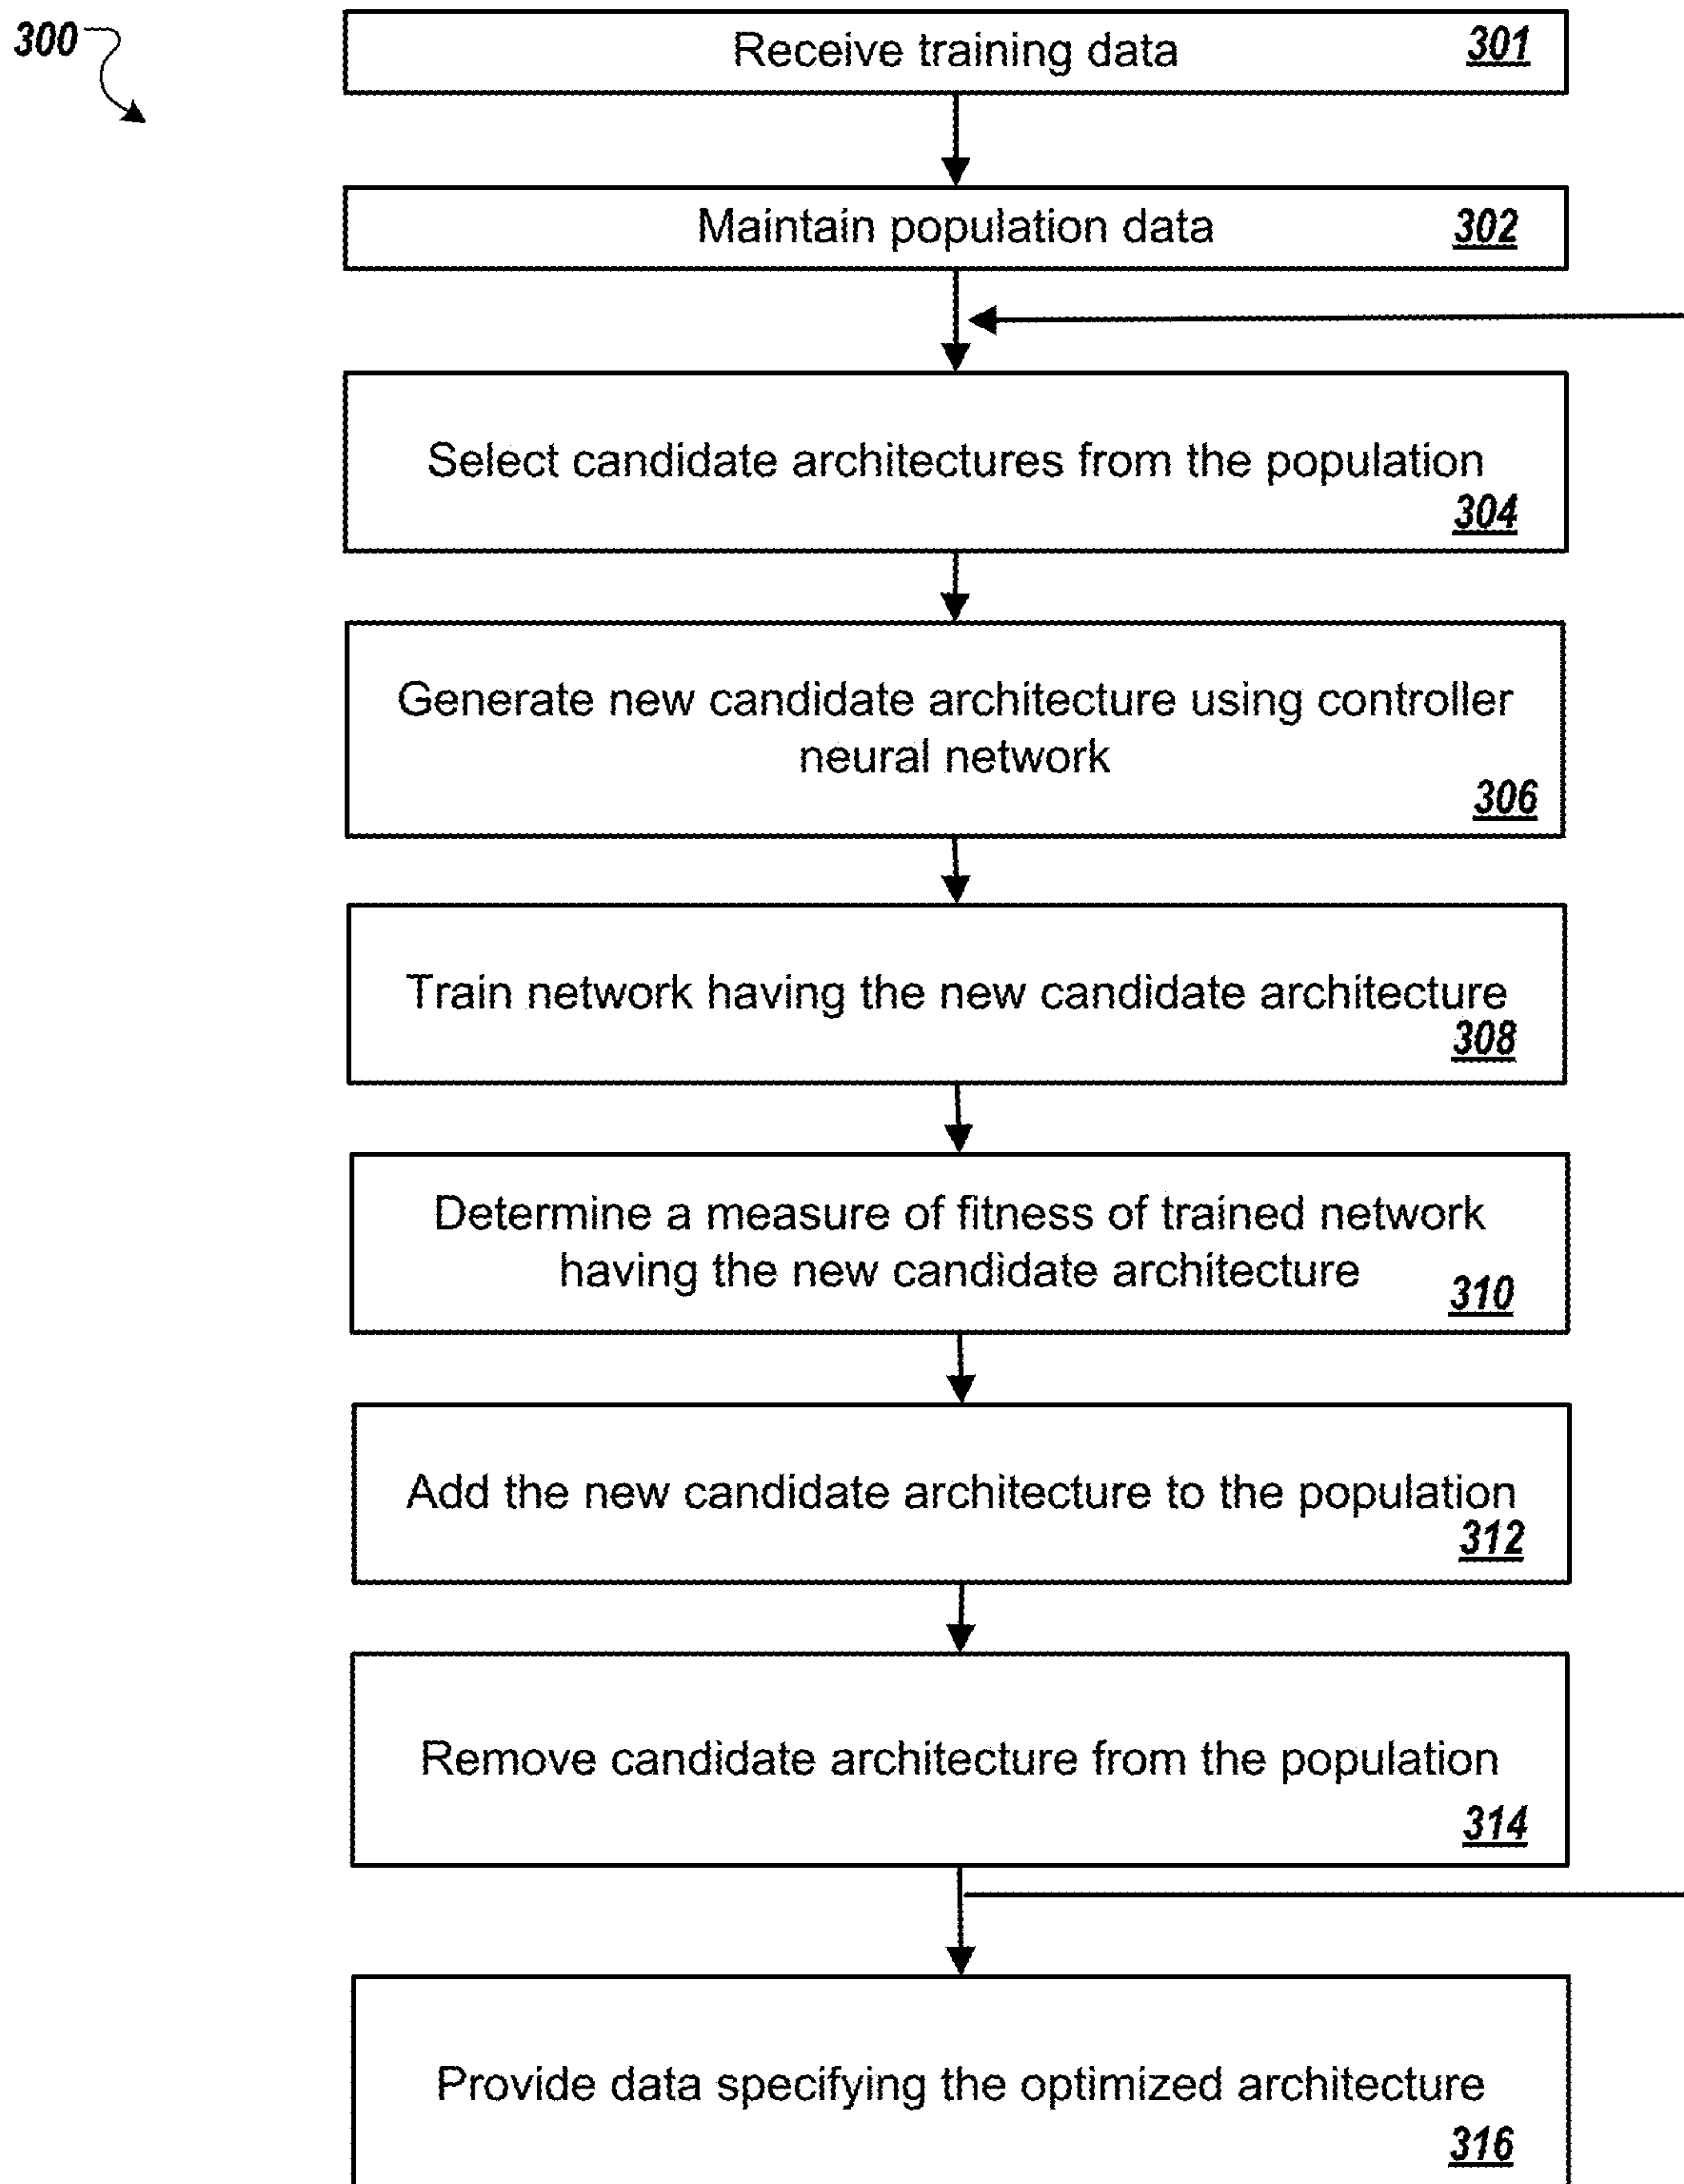 300
Receive training data 301
Maintain population data 302
Select candidate architectures from the population
304
Generate new candidate architecture using controller
neural network
306
Train network having the new candidate architecture
308
Determine a measure of fitness of trained network
having the new candidate architecture
310
Add the new candidate architecture to the population
312
Remove candidate architecture from the population
314
Provide data specifying the optimized architecture
316